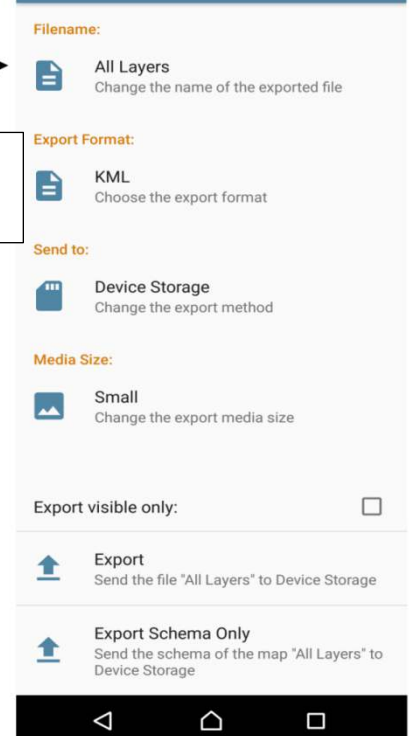 Filename:
All Layers
Change the name of the exported file
Export Format:
KML
Choose the export format
Send to:
Device Storage
Change the export method
Media Size:
Small
Change the export media size
Export visible only:
Export
Send the file "All Layers" to Device Storage
Export Schema Only
Send the schema of the map "All Layers" to
Device Storage